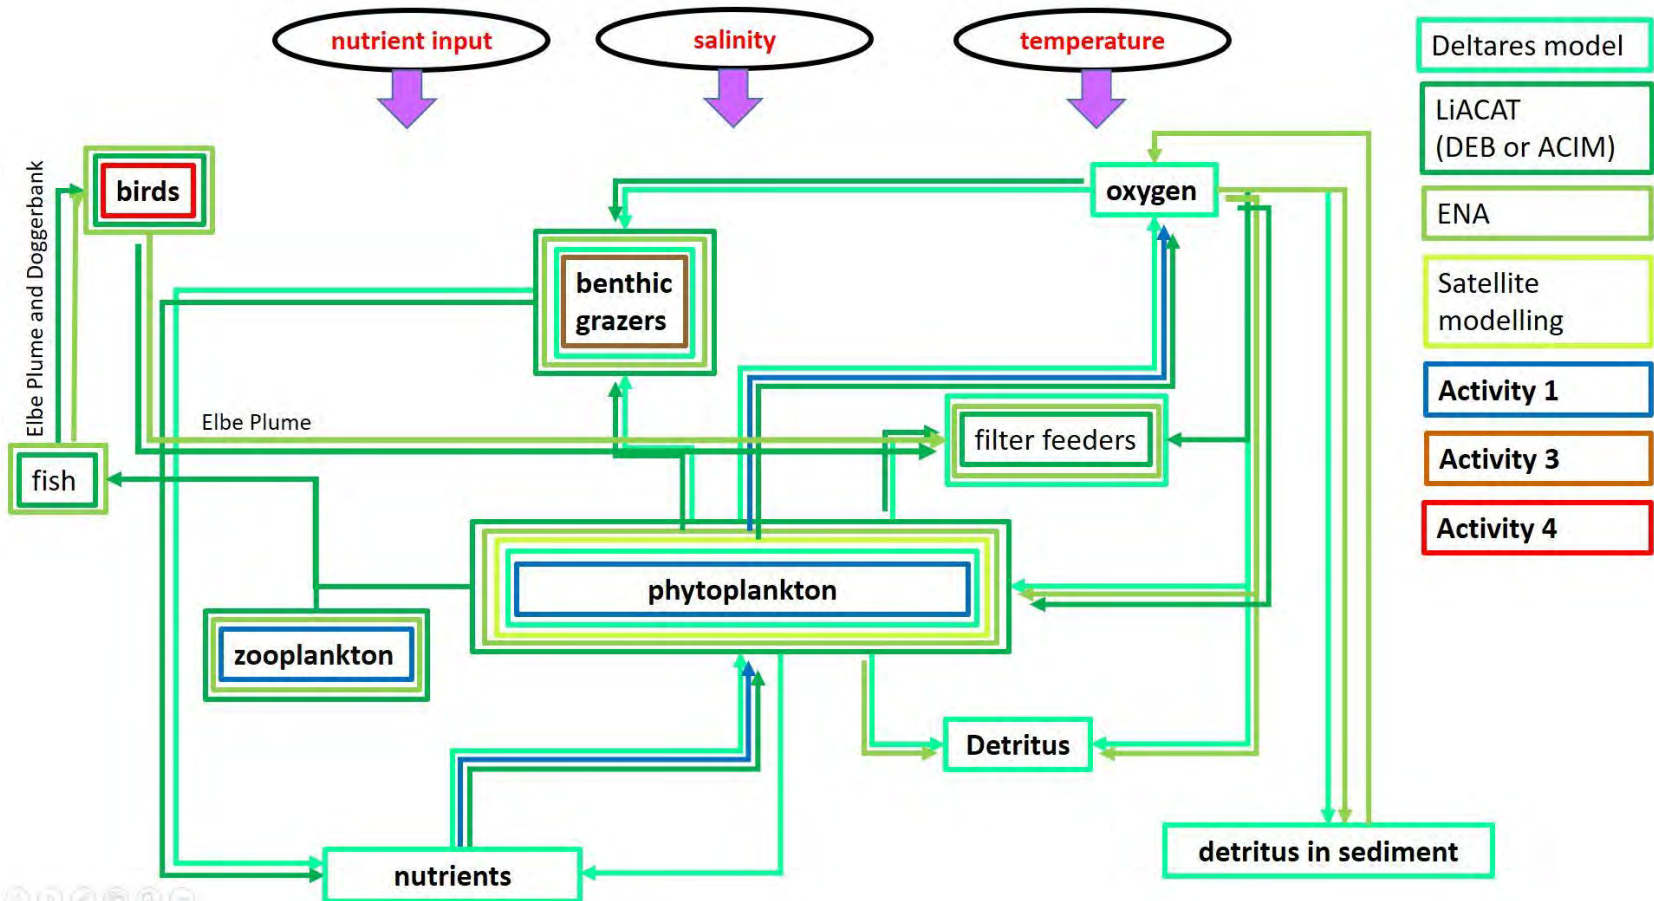 nutrient input
salinity
temperature
Deltares model
LiACAT
(DEB or ACIM)
ENA
Satellite
modelling
Activity 1
Activity 3
Activity 4
Elbe Plume and Doggerbank
birds
oxygen
benthic
grazers
Elbe Plume
filter feeders
fish
phytoplankton
zooplankton
Detritus
detritus in sediment
nutrients